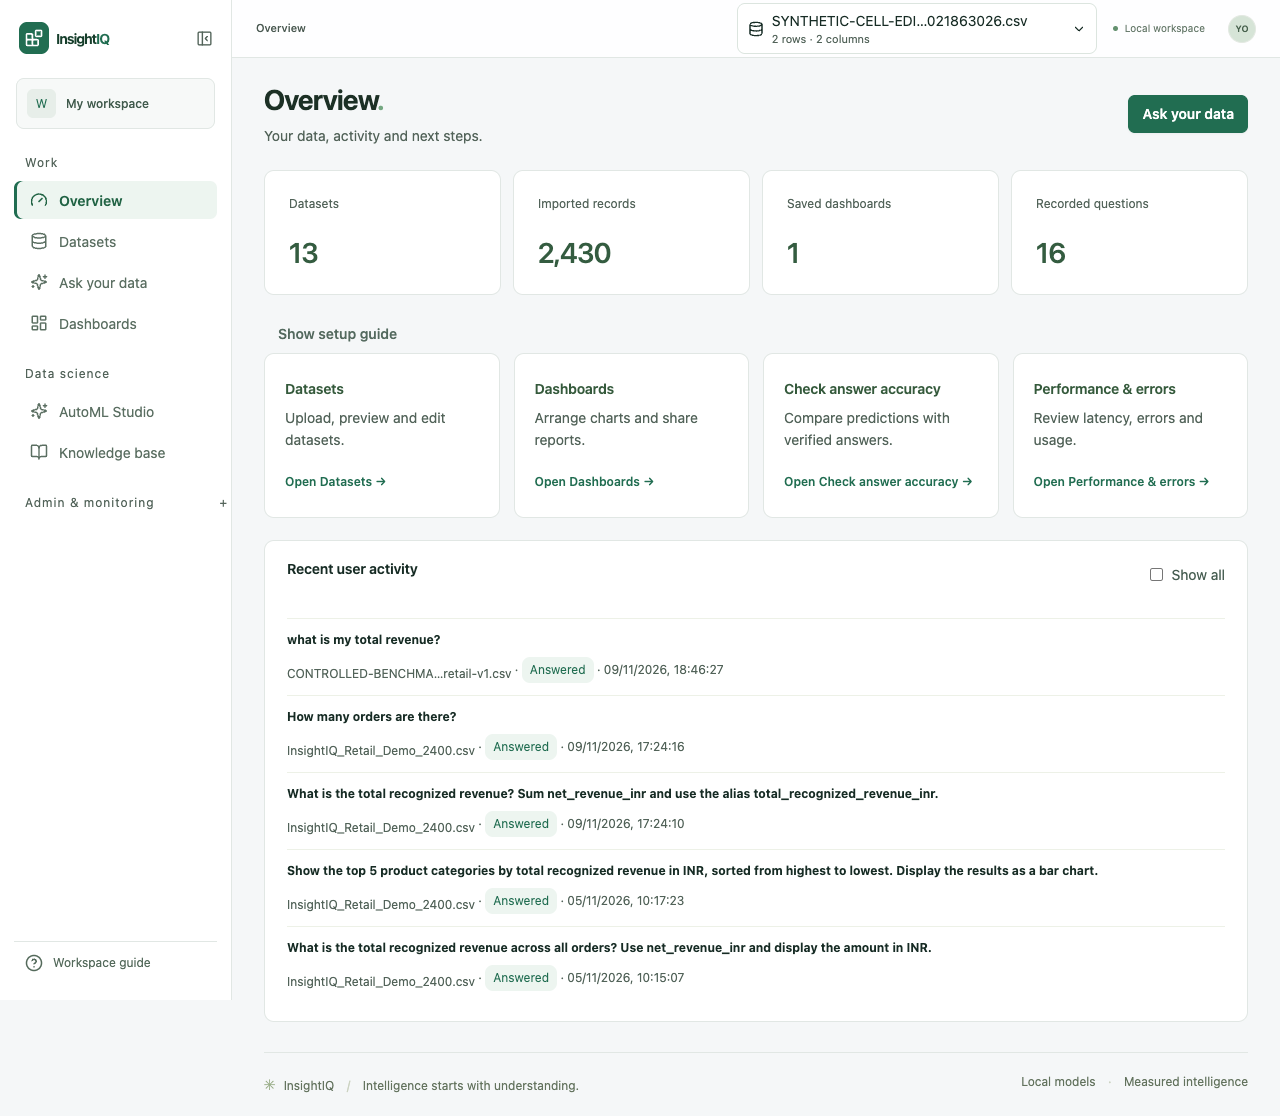 InsightIQ
My workspace
W
Work
Overview
Datasets
Ask your data
Dashboards
Data science
AutoML Studio
Knowledge base
Admin & monitoring +
Workspace guide
Overview
SYNTHETIC-CELL-EDI...021863026.csv
2 rows · 2 columns
Local workspace
YO
Overview.
Your data, activity and next steps.
Ask your data
Datasets
13
Imported records
2,430
Saved dashboards
1
Recorded questions
16
Show setup guide
Datasets
Upload, preview and edit
datasets.
Open Datasets →
Dashboards
Arrange charts and share
reports.
Open Dashboards →
Check answer accuracy
Compare predictions with
verified answers.
Open Check answer accuracy →
Performance & errors
Review latency, errors and
usage.
Open Performance & errors →
Recent user activity
Show all
what is my total revenue?
CONTROLLED-BENCHMA...retail-v1.csv · Answered · 09/11/2026, 18:46:27
How many orders are there?
InsightIQ_Retail_Demo_2400.csv · Answered · 09/11/2026, 17:24:16
What is the total recognized revenue? Sum net_revenue_inr and use the alias total_recognized_revenue_inr.
InsightIQ_Retail_Demo_2400.csv · Answered · 09/11/2026, 17:24:10
Show the top 5 product categories by total recognized revenue in INR, sorted from highest to lowest. Display the results as a bar chart.
InsightIQ_Retail_Demo_2400.csv · Answered · 05/11/2026, 10:17:23
What is the total recognized revenue across all orders? Use net_revenue_inr and display the amount in INR.
InsightIQ_Retail_Demo_2400.csv · Answered · 05/11/2026, 10:15:07
InsightIQ / Intelligence starts with understanding.
Local models · Measured intelligence